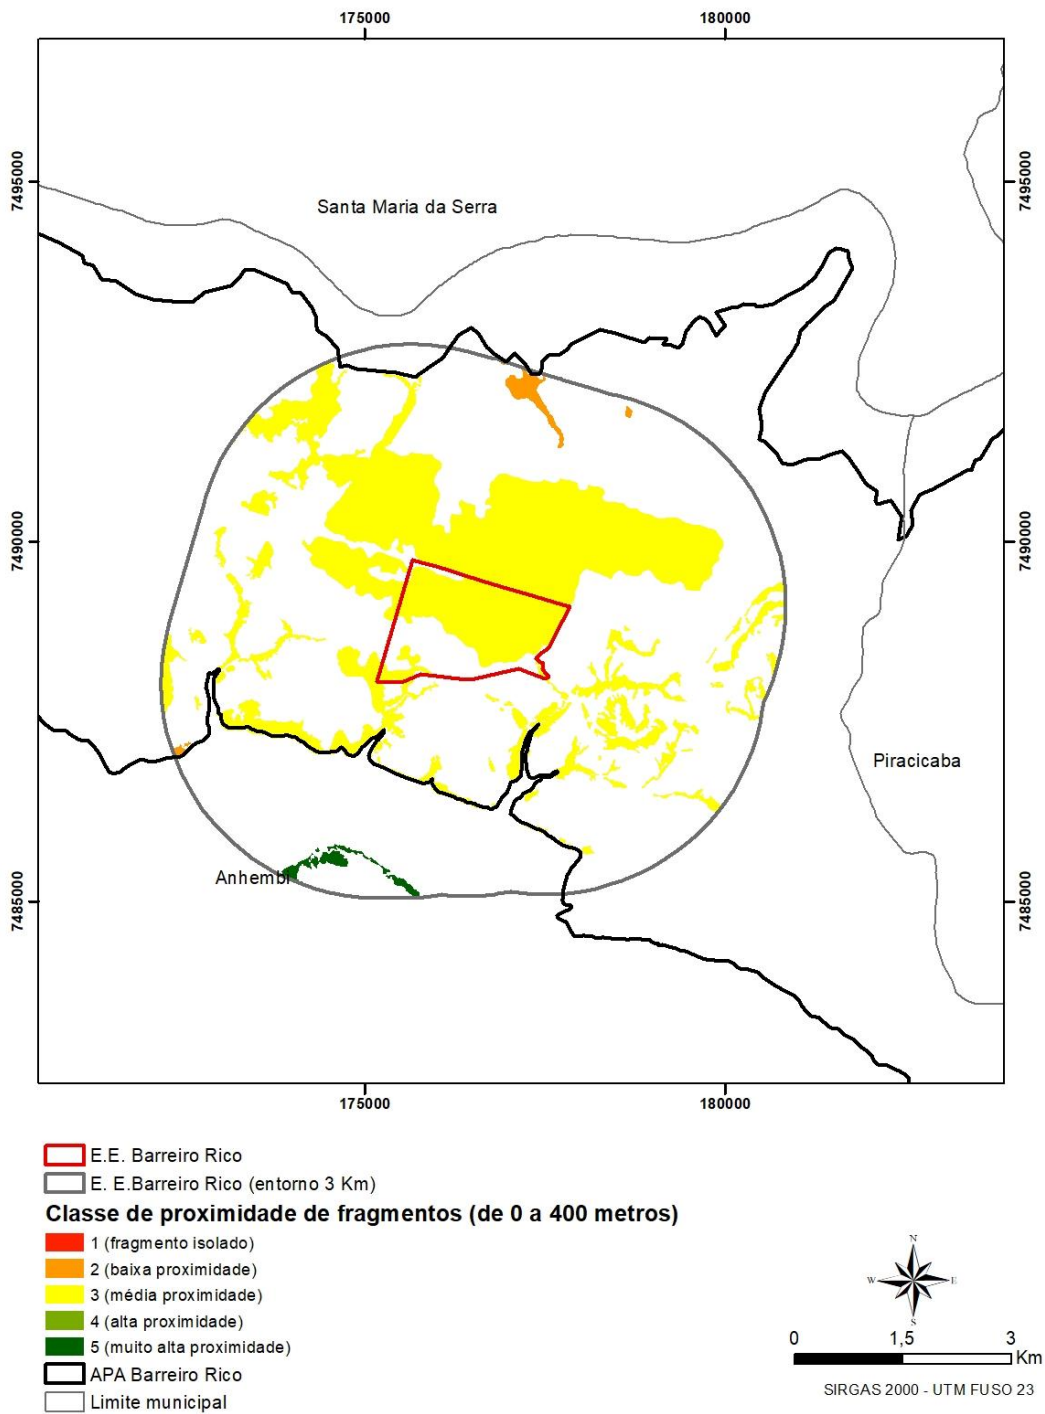 175000 180000
7495000 7495000
Santa Maria da Serra
7490000 7490000
Piracicaba
Anhembi
7485000 7485000
175000 180000
E.E. Barreiro Rico
E. E.Barreiro Rico (entorno 3 Km)
Classe de proximidade de fragmentos (de 0 a 400 metros)
1 (fragmento isolado)
2 (baixa proximidade)
3 (média proximidade)
4 (alta proximidade)
5 (muito alta proximidade)
APA Barreiro Rico
Limite municipal
N
W E
S
0 1,5 3
Km
SIRGAS 2000 - UTM FUSO 23